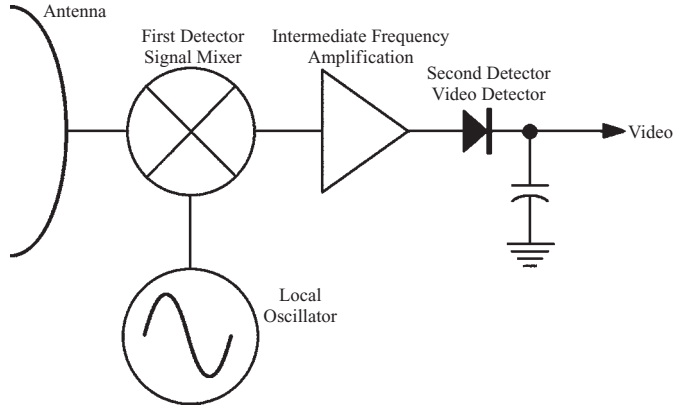 Antenna
First Detector
Signal Mixer
Intermediate Frequency
Amplification
Second Detector
Video Detector
Video
Local
Oscillator